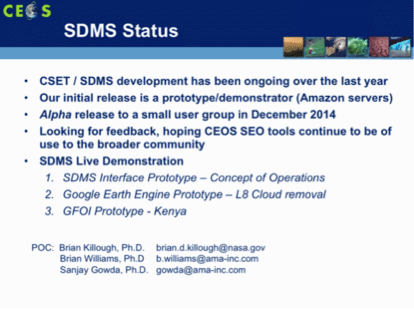 CEOS
SDMS Status
• CSET / SDMS development has been ongoing over the last year
• Our initial release is a prototype/demonstrator (Amazon servers)
• Alpha release to a small user group in December 2014
• Looking for feedback, hoping CEOS SEO tools continue to be of
use to the broader community
• SDMS Live Demonstration
1. SDMS Interface Prototype – Concept of Operations
2. Google Earth Engine Prototype – L8 Cloud removal
3. GFOI Prototype - Kenya
POC: Brian Killough, Ph.D. brian.d.killough@nasa.gov
Brian Williams, Ph.D b.williams@ama-inc.com
Sanjay Gowda, Ph.D. gowda@ama-inc.com